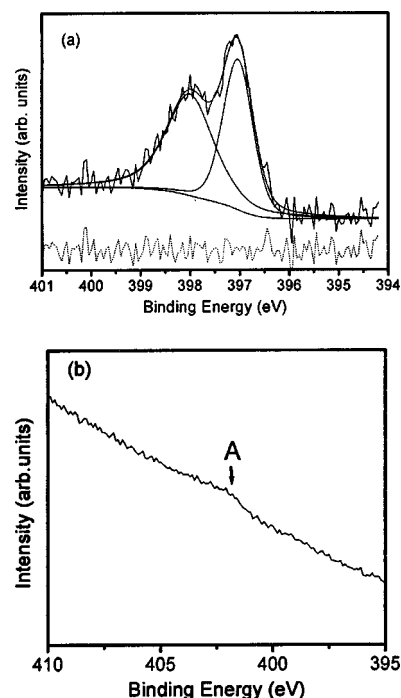 (a)
Intensity (arb. units)
401 400 399 398 397 396 395 394
Binding Energy (eV)
(b)
A
Intensity (arb.units)
410 405 400 395
Binding Energy (eV)